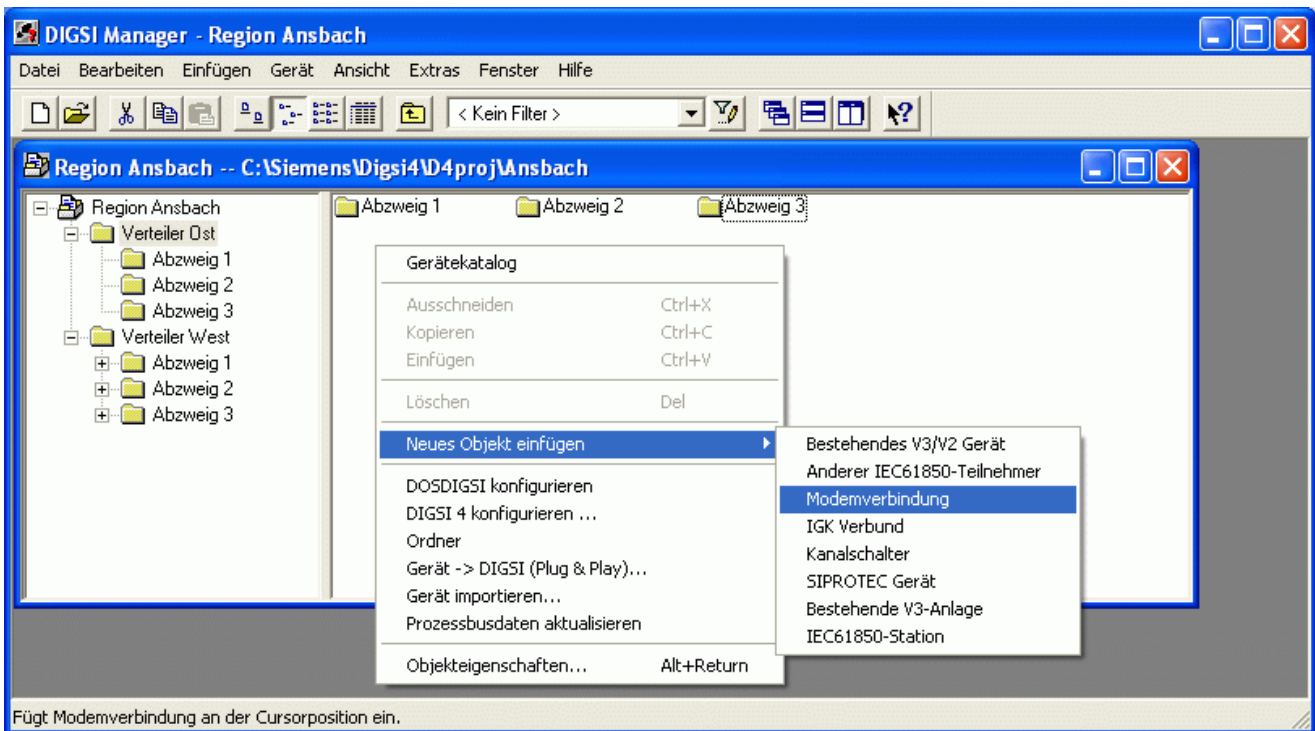 DIGSI Manager - Region Ansbach
Datei Bearbeiten Einfügen Gerät Ansicht Extras Fenster Hilfe
< Kein Filter >
Region Ansbach -- C:\Siemens\Digsi4\D4proj\Ansbach
Region Ansbach
Verteiler Ost
Abzweig 1
Abzweig 2
Abzweig 3
Verteiler West
Abzweig 1
Abzweig 2
Abzweig 3
Abzweig 1 Abzweig 2 Abzweig 3
Gerätekatalog
Ausschneiden Ctrl+X
Kopieren Ctrl+C
Einfügen Ctrl+V
Löschen Del
Neues Objekt einfügen
DOSDIGSI konfigurieren
DIGSI 4 konfigurieren ...
Ordner
Gerät -> DIGSI (Plug & Play)...
Gerät importieren...
Prozessbusdaten aktualisieren
Objekteigenschaften... Alt+Return
Bestehendes V3/V2 Gerät
Anderer IEC61850-Teilnehmer
Modemverbindung
IGK Verbund
Kanalschalter
SIPROTEC Gerät
Bestehende V3-Anlage
IEC61850-Station
Fügt Modemverbindung an der Cursorposition ein.